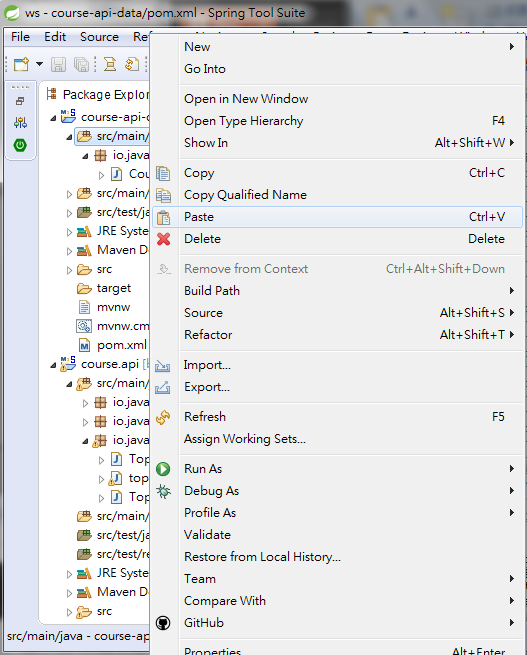 ws - course-api-data/pom.xml - Spring Tool Suite
File Edit
Package Explor
course-api-
src/main/
io.java
Cou
src/main/
src/test/ja
JRE Syste
Maven De
src
target
mvnw
mvnw.cm
pom.xml
course.api [b
src/main/
io.java
io.java
io.java
Top
top
Top
src/main/
src/test/ja
src/test/re
JRE Syste
Maven De
src
src/main/java - course-ap
New
Go Into
Open in New Window
Open Type Hierarchy F4
Show In Alt+Shift+W
Copy Ctrl+C
Copy Qualified Name
Paste Ctrl+V
Delete Delete
Remove from Context Ctrl+Alt+Shift+Down
Build Path
Source Alt+Shift+S
Refactor Alt+Shift+T
Import...
Export...
Refresh F5
Assign Working Sets...
Run As
Debug As
Profile As
Validate
Restore from Local History...
Team
Compare With
GitHub
Properties Alt+Enter